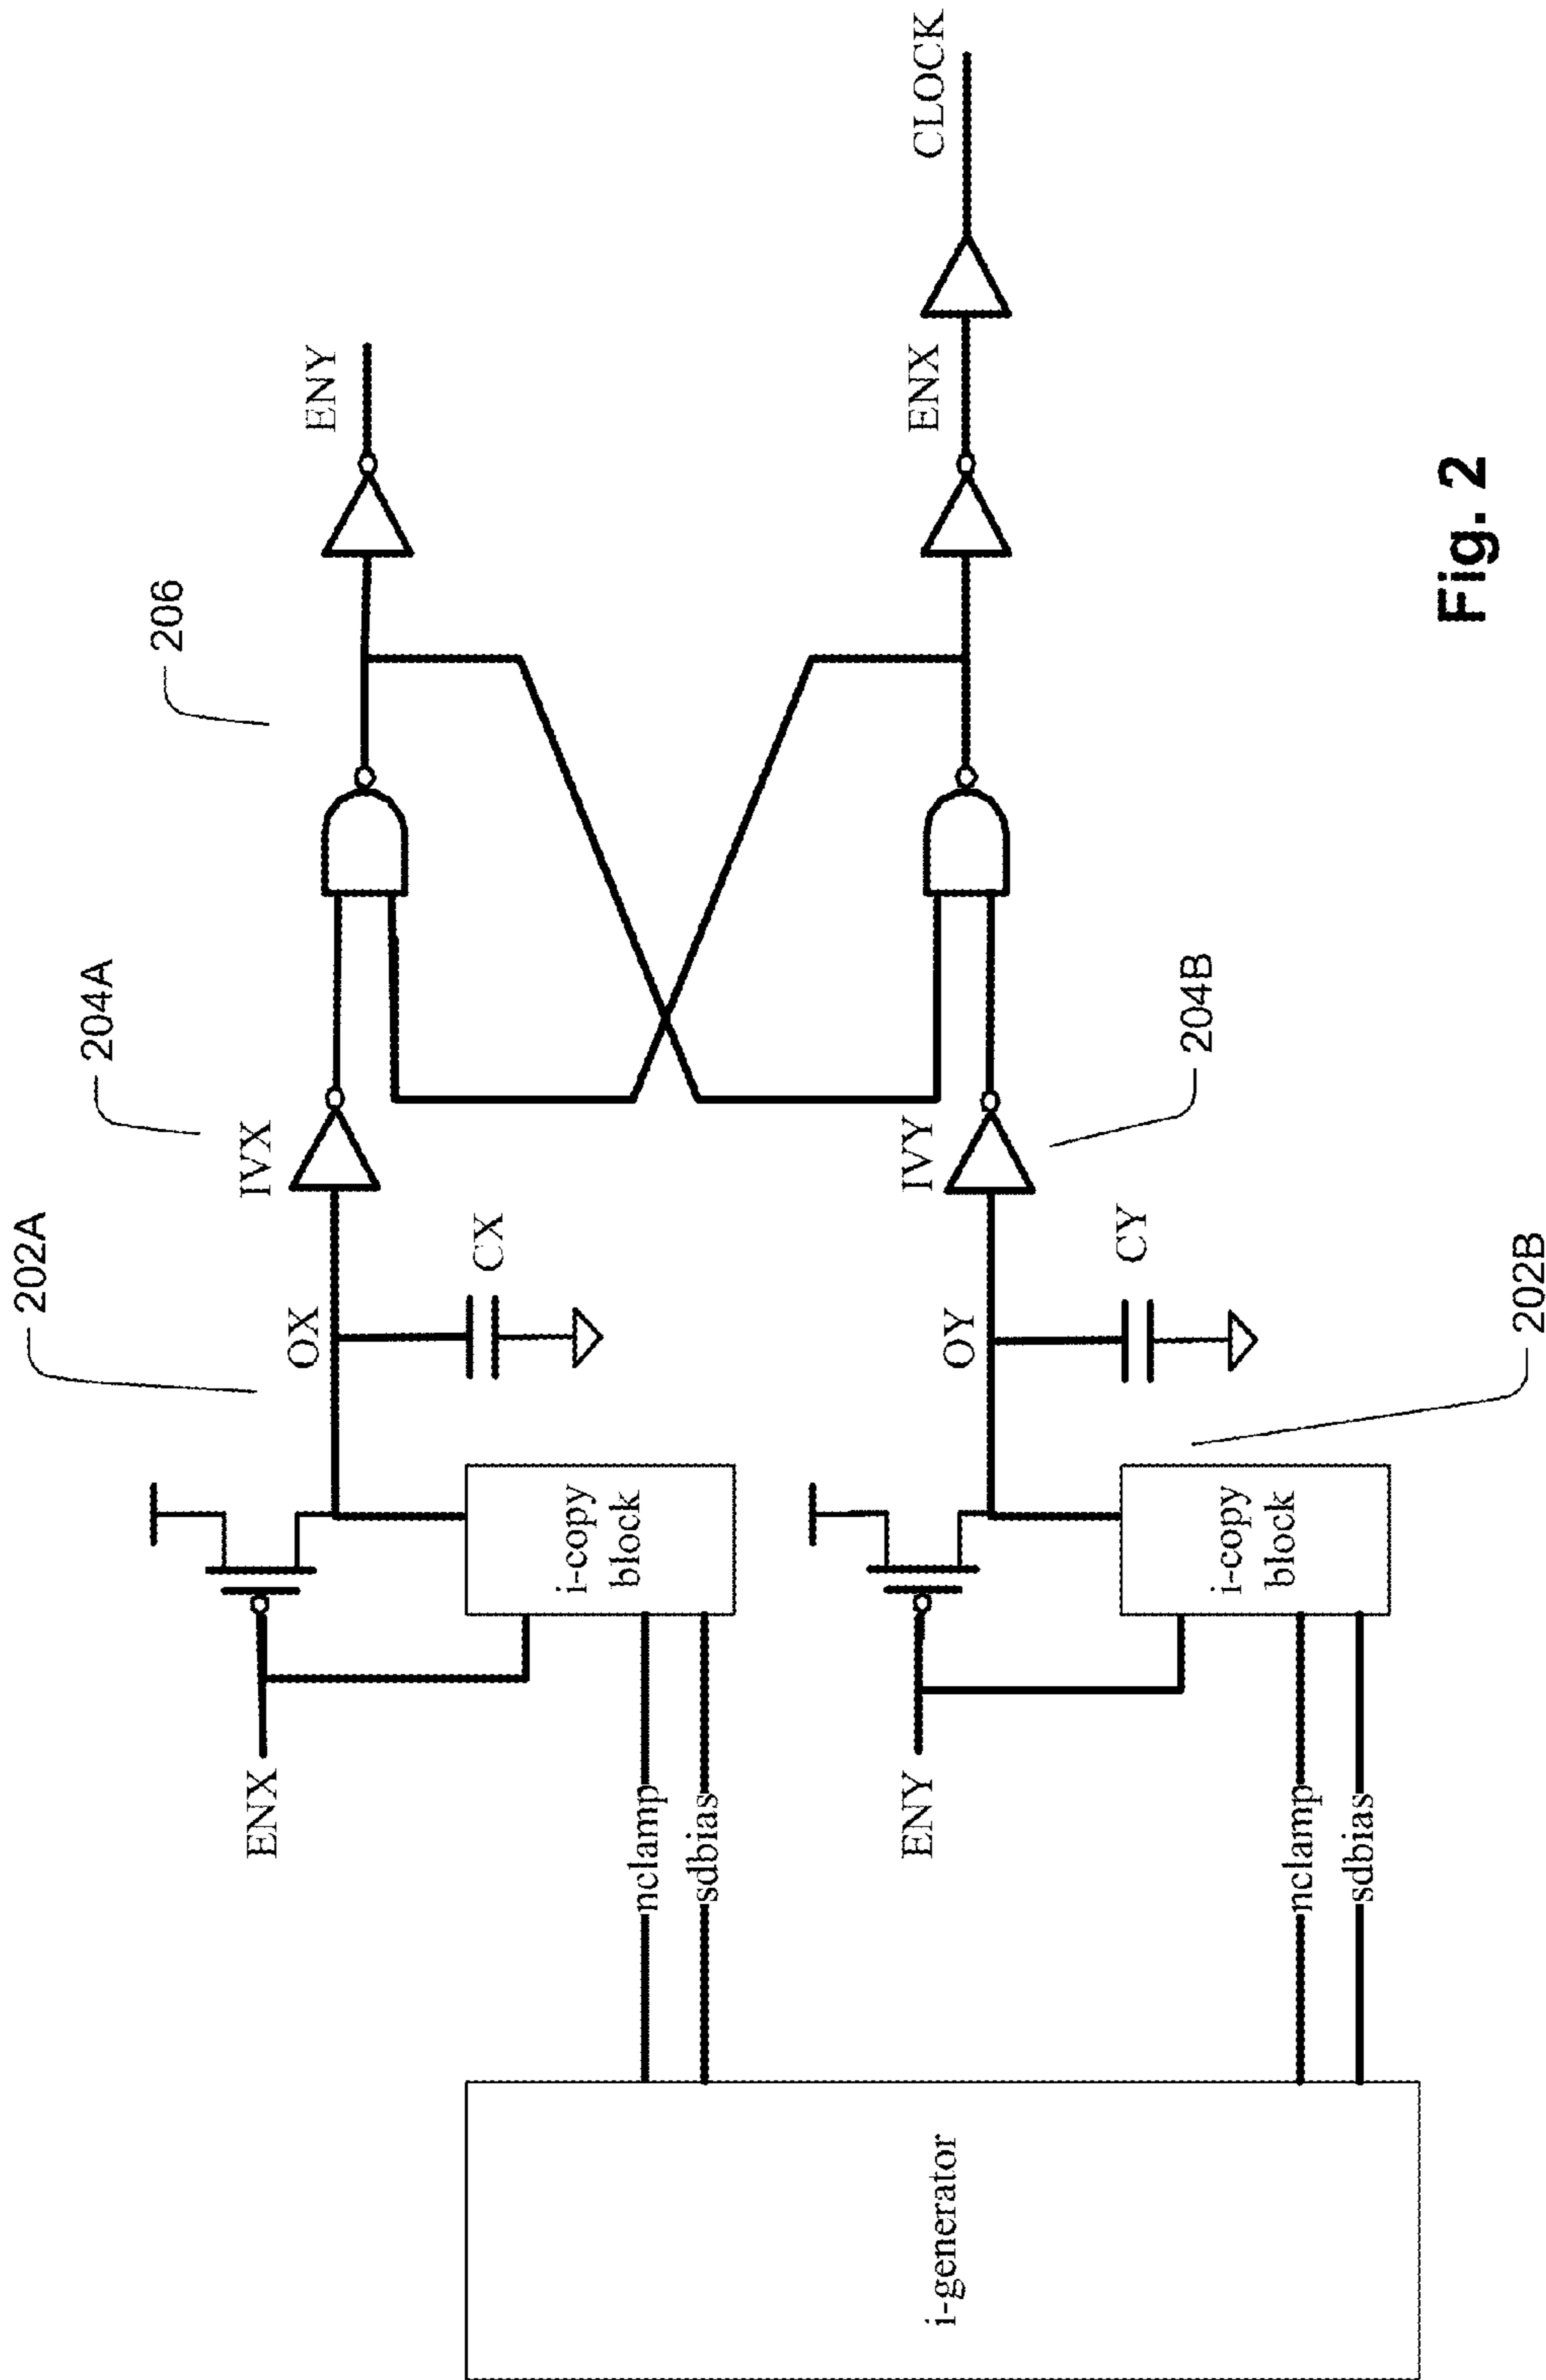 206
ENY
204A
IVX
202A
OX
CX
ENX
i-copy
block
nclamp
sdbias
i-generator
CLOCK
ENX
204B
IVY
OY
CY
202B
ENY
i-copy
block
nclamp
sdbias
Fig. 2